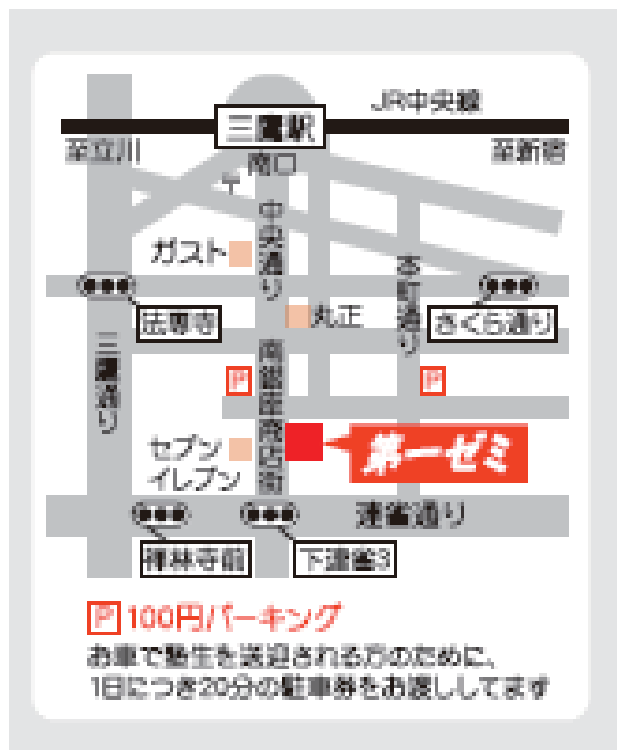 JR中央線
三鷹駅
至立川
至新宿
南口
〒
中央通り
ガスト
本町通り
法専寺
丸正
さくら通り
三鷹通り
南銀座商店街
P
P
セブン
イレブン
第一ゼミ
連雀通り
禅林寺前
下連雀3
P 100円パーキング
お車で塾生を送迎される方のために、
1日につき20分の駐車券をお渡ししてます